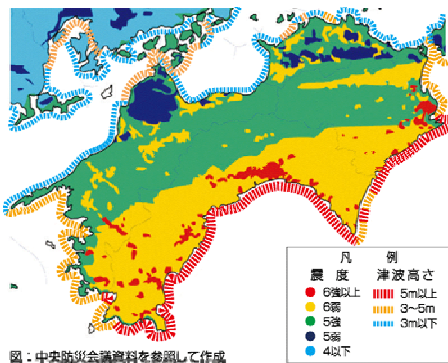 凡 例
震 度 津波高さ
6強以上 5m以上
6弱 3〜5m
5強 3m以下
5弱
4以下
図：中央防災会議資料を参照して作成